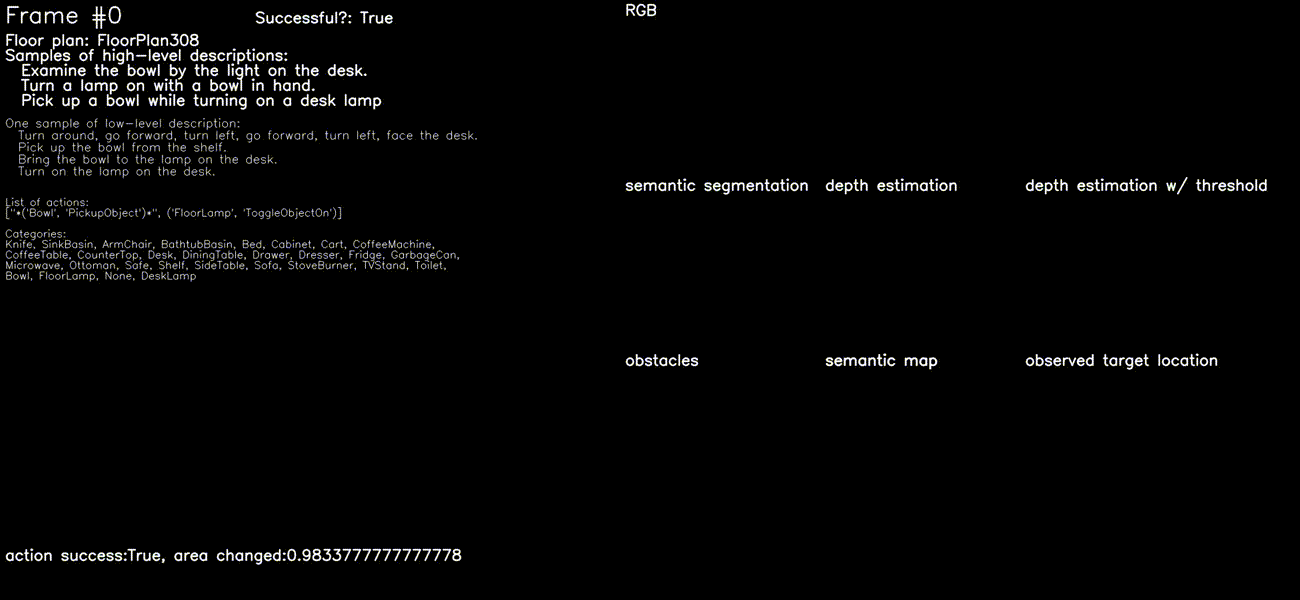 Frame #0
Successful?: True
Floor plan: FloorPlan308
Samples of high-level descriptions:
Examine the bowl by the light on the desk.
Turn a lamp on with a bowl in hand.
Pick up a bowl while turning on a desk lamp
One sample of low-level description:
Turn around, go forward, turn left, go forward, turn left, face the desk.
Pick up the bowl from the shelf.
Bring the bowl to the lamp on the desk.
Turn on the lamp on the desk.
List of actions:
["*('Bowl', 'PickupObject')*", ('FloorLamp', 'ToggleObjectOn')]
Categories:
Knife, SinkBasin, ArmChair, BathtubBasin, Bed, Cabinet, Cart, CoffeeMachine,
CoffeeTable, CounterTop, Desk, DiningTable, Drawer, Dresser, Fridge, GarbageCan,
Microwave, Ottoman, Safe, Shelf, SideTable, Sofa, StoveBurner, TVStand, Toilet,
Bowl, FloorLamp, None, DeskLamp
action success:True, area changed:0.9833777777777778
RGB
semantic segmentation
depth estimation
depth estimation w/ threshold
obstacles
semantic map
observed target location